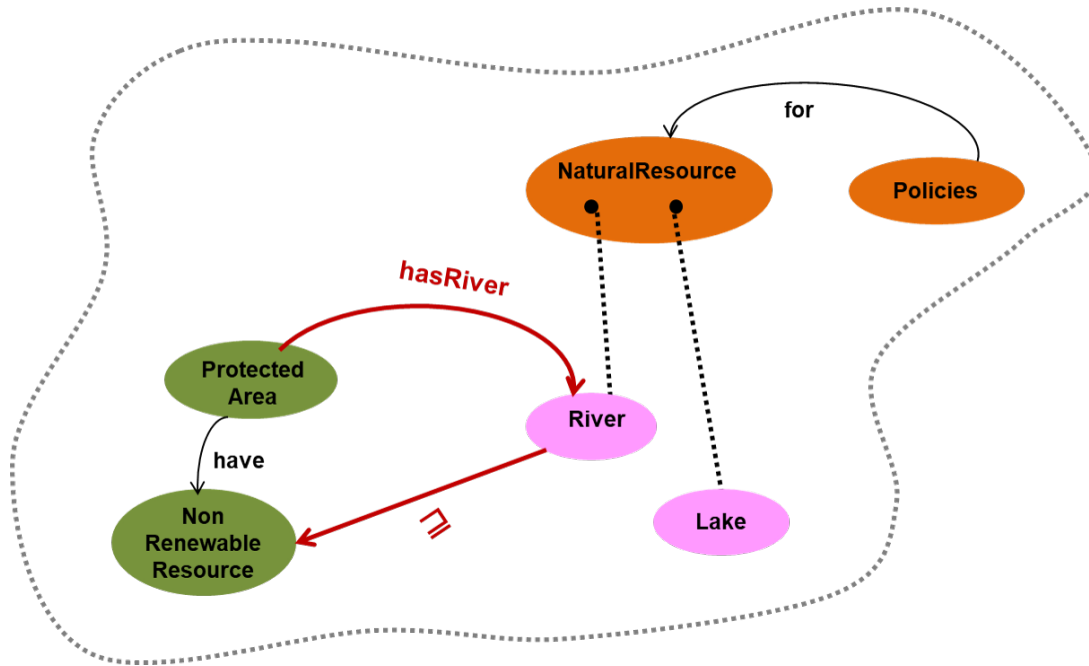 for
NaturalResource
Policies
hasRiver
Protected
Area
River
have
⊑
Non
Renewable
Resource
Lake